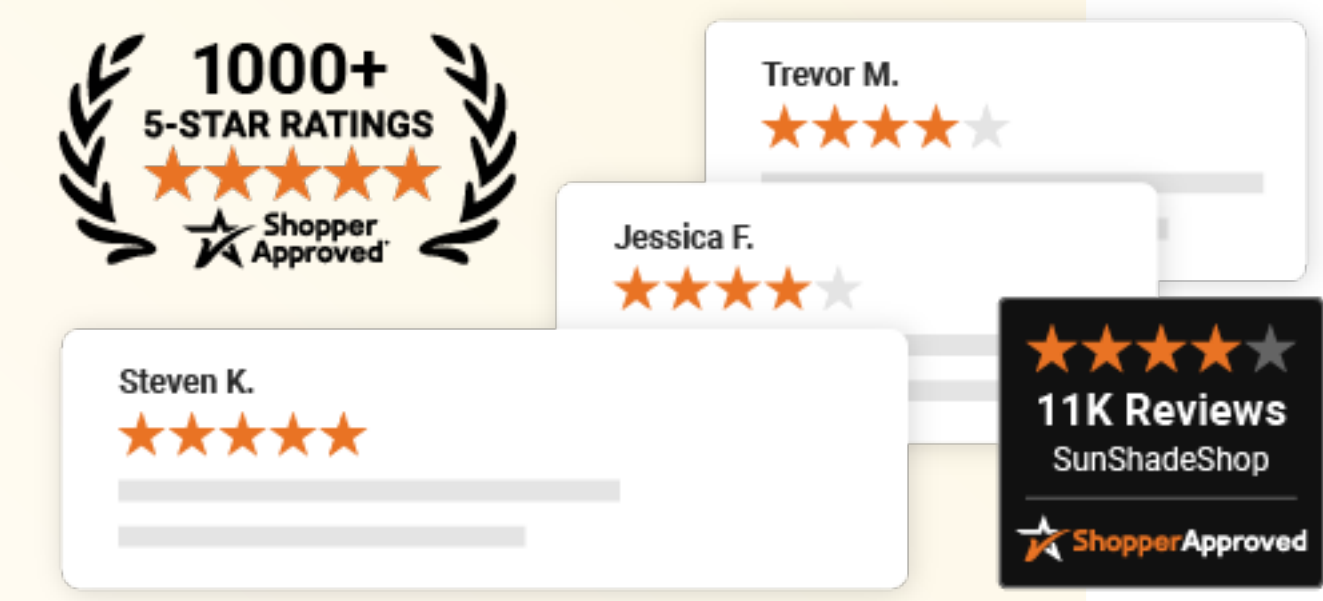 1000+
5-STAR RATINGS
Shopper
Approved
Trevor M.
Jessica F.
Steven K.
11K Reviews
SunShadeShop
ShopperApproved